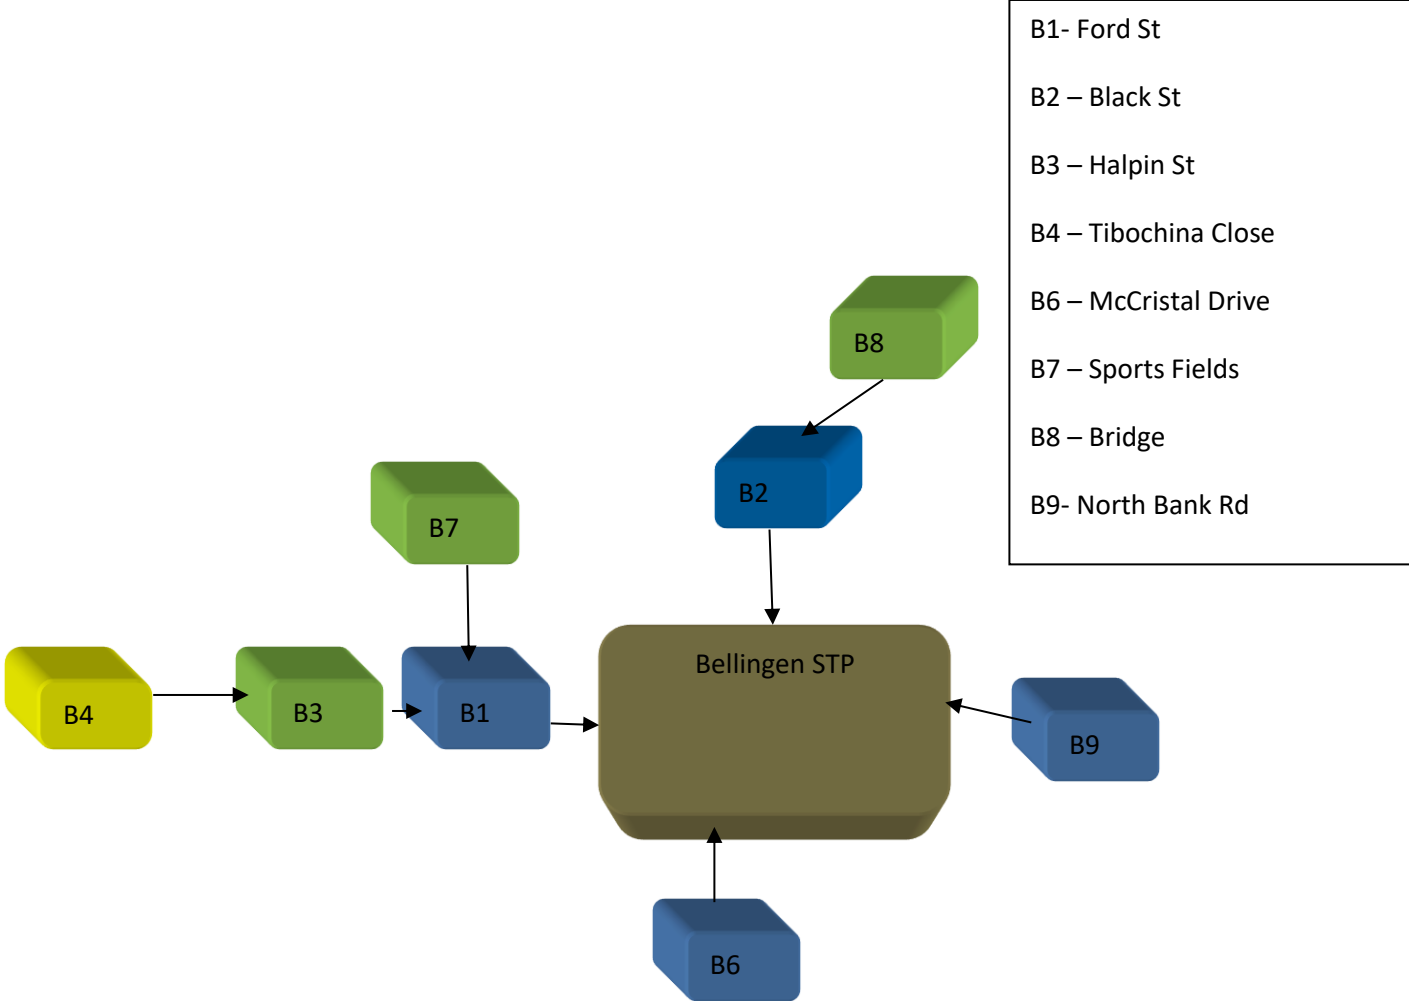 B1- Ford St
B2 – Black St
B3 – Halpin St
B4 – Tibochina Close
B6 – McCristal Drive
B7 – Sports Fields
B8 – Bridge
B9- North Bank Rd
B8
B2
B7
Bellingen STP
B4
B3
B1
B9
B6